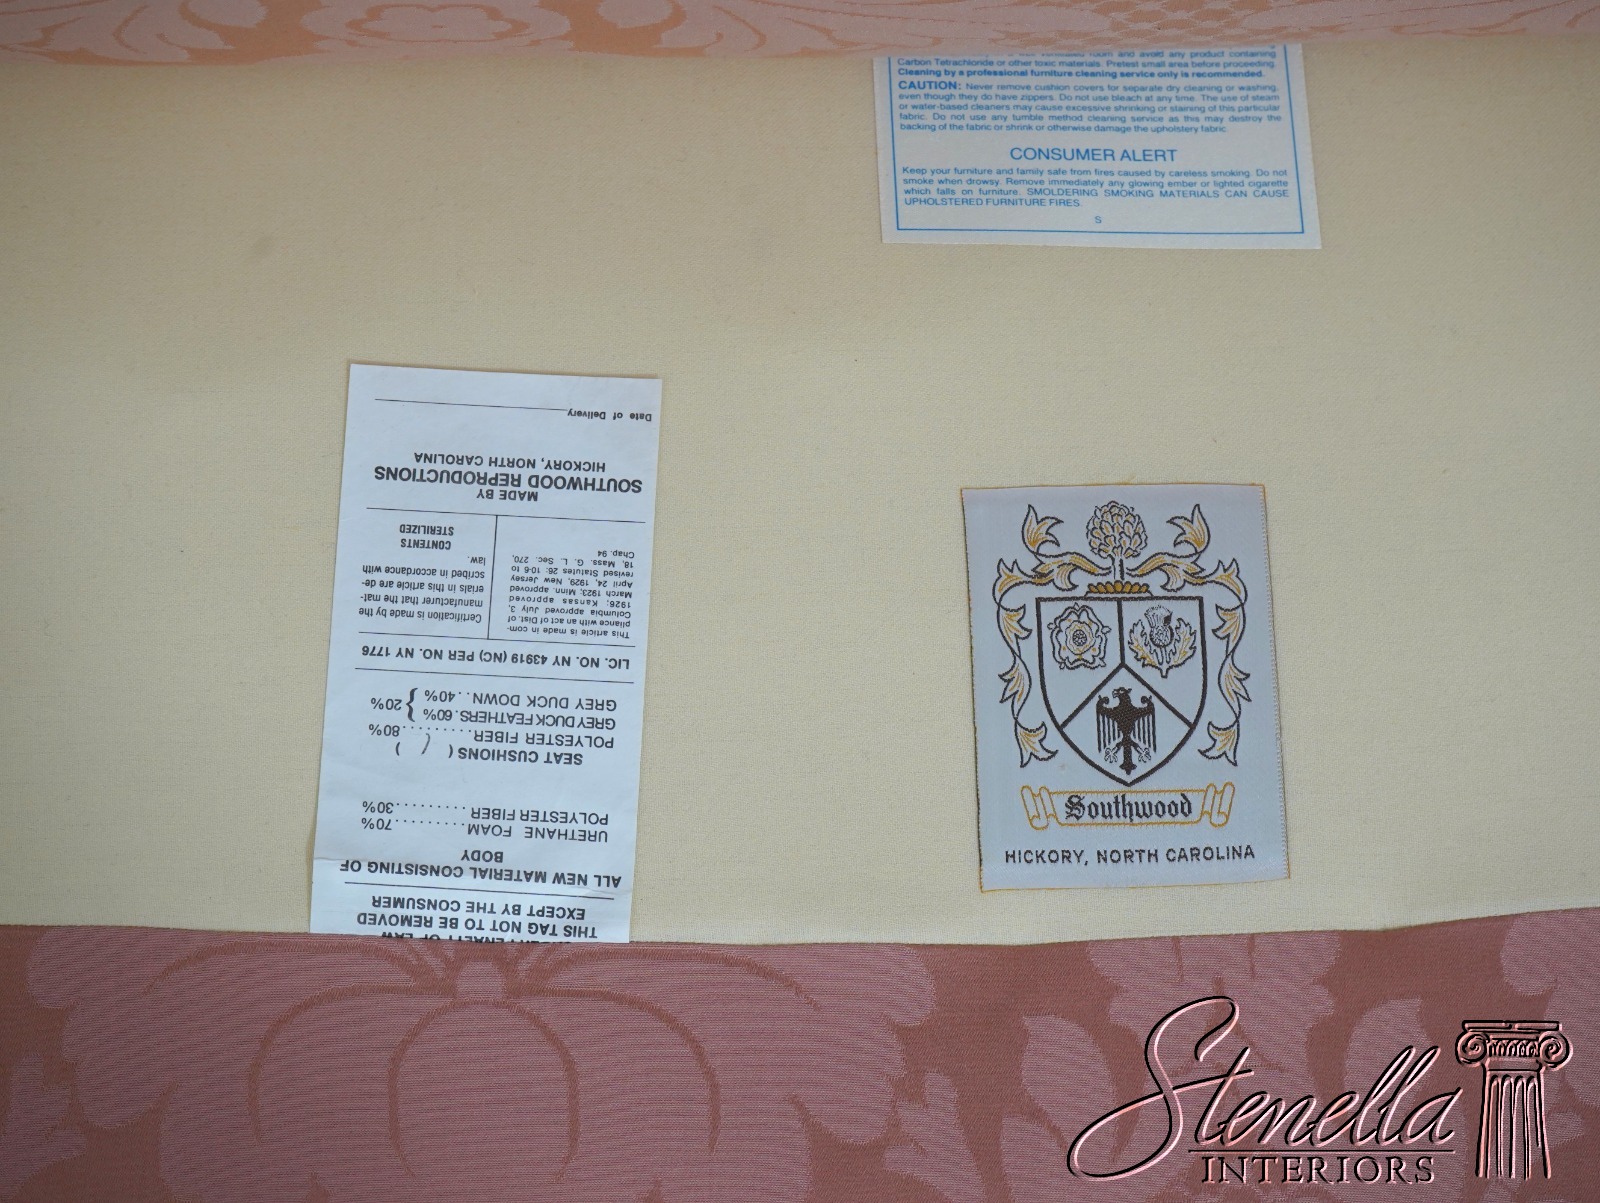 room and avoid any product containing
Carbon Tetrachloride or other toxic materials. Pretest small area before proceeding.
Cleaning by a professional furniture cleaning service only is recommended.
CAUTION: Never remove cushion covers for separate dry cleaning or washing,
even though they do have zippers. Do not use bleach at any time. The use of steam
or water-based cleaners may cause excessive shrinking or staining of this particular
fabric. Do not use any tumble method cleaning service as this may destroy the
backing of the fabric or shrink or otherwise damage the upholstery fabric.
CONSUMER ALERT
Keep your furniture and family safe from fires caused by careless smoking. Do not
smoke when drowsy. Remove immediately any glowing ember or lighted cigarette
which falls on furniture. SMOLDERING SMOKING MATERIALS CAN CAUSE
UPHOLSTERED FURNITURE FIRES.
S
THIS TAG NOT TO BE REMOVED
EXCEPT BY THE CONSUMER
ALL NEW MATERIAL CONSISTING OF
BODY
URETHANE FOAM..........70%
POLYESTER FIBER..........30%
SEAT CUSHIONS ( / )
POLYESTER FIBER..........80%
GREY DUCK FEATHERS.60% } 20%
GREY DUCK DOWN..40%
LIC. NO. NY 43919 (NC) PER NO. NY 1776
This article is made in com-
pliance with an act of Dist. of
Columbia approved July 3,
1926; Kansas approved
March 1923; Minn. approved
April 24, 1929, New Jersey
revised Statutes 26: 10-6 to
18, Mass. G. L. Sec. 270,
Chap. 94
Certification is made by the
manufacturer that the mat-
erials in this article are de-
scribed in accordance with
law.
CONTENTS
STERILIZED
MADE BY
SOUTHWOOD REPRODUCTIONS
HICKORY, NORTH CAROLINA
Date of Delivery
Southwood
HICKORY, NORTH CAROLINA
Stenella
INTERIORS